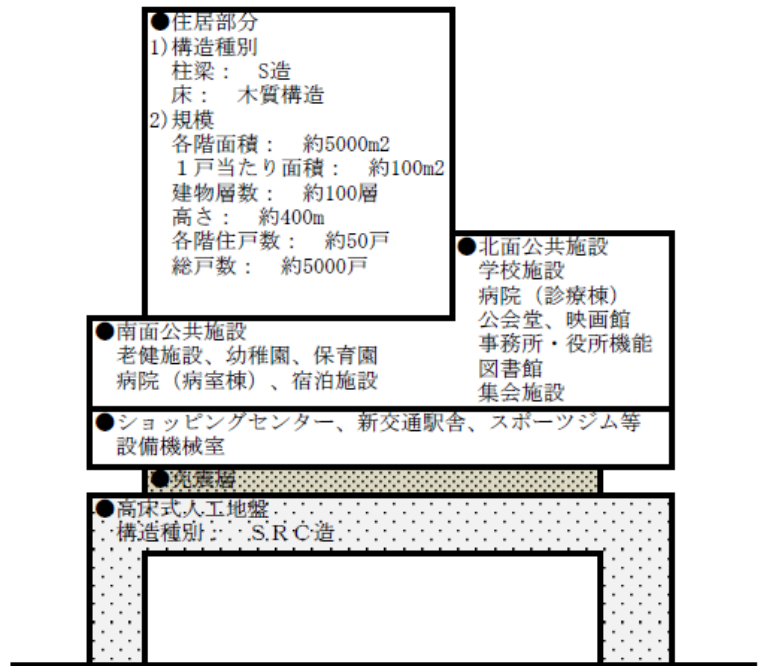 ●住居部分
1)構造種別
柱梁： S造
床： 木質構造
2)規模
各階面積： 約5000m2
１戸当たり面積： 約100m2
建物層数： 約100層
高さ： 約400m
各階住戸数： 約50戸
総戸数： 約5000戸
●北面公共施設
学校施設
病院（診療棟）
公会堂、映画館
事務所・役所機能
図書館
集会施設
●南面公共施設
老健施設、幼稚園、保育園
病院（病室棟）、宿泊施設
●ショッピングセンター、新交通駅舎、スポーツジム等
設備機械室
●免震層
●高床式人工地盤
構造種別： ＳＲＣ造